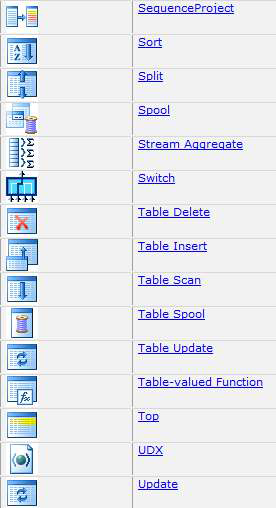 SequenceProject
Sort
Split
Spool
Stream Aggregate
Switch
Table Delete
Table Insert
Table Scan
Table Spool
Table Update
Table-valued Function
Top
UDX
Update